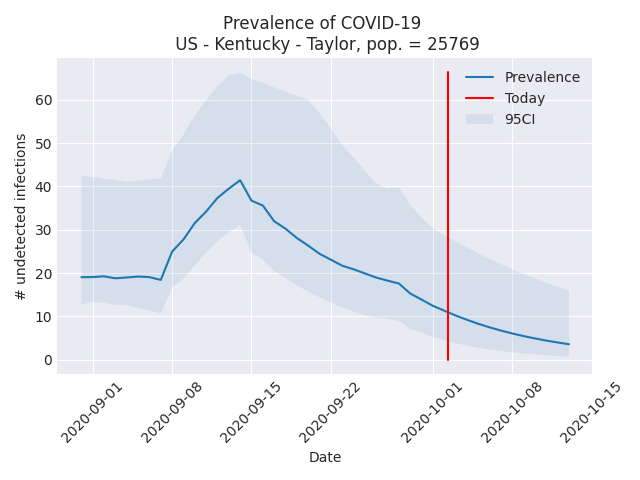 Prevalence of COVID-19
US - Kentucky - Taylor, pop. = 25769
Prevalence
Today
95CI
# undetected infections
60
50
40
30
20
10
0
2020-09-01
2020-09-08
2020-09-15
2020-09-22
2020-10-01
2020-10-08
2020-10-15
Date